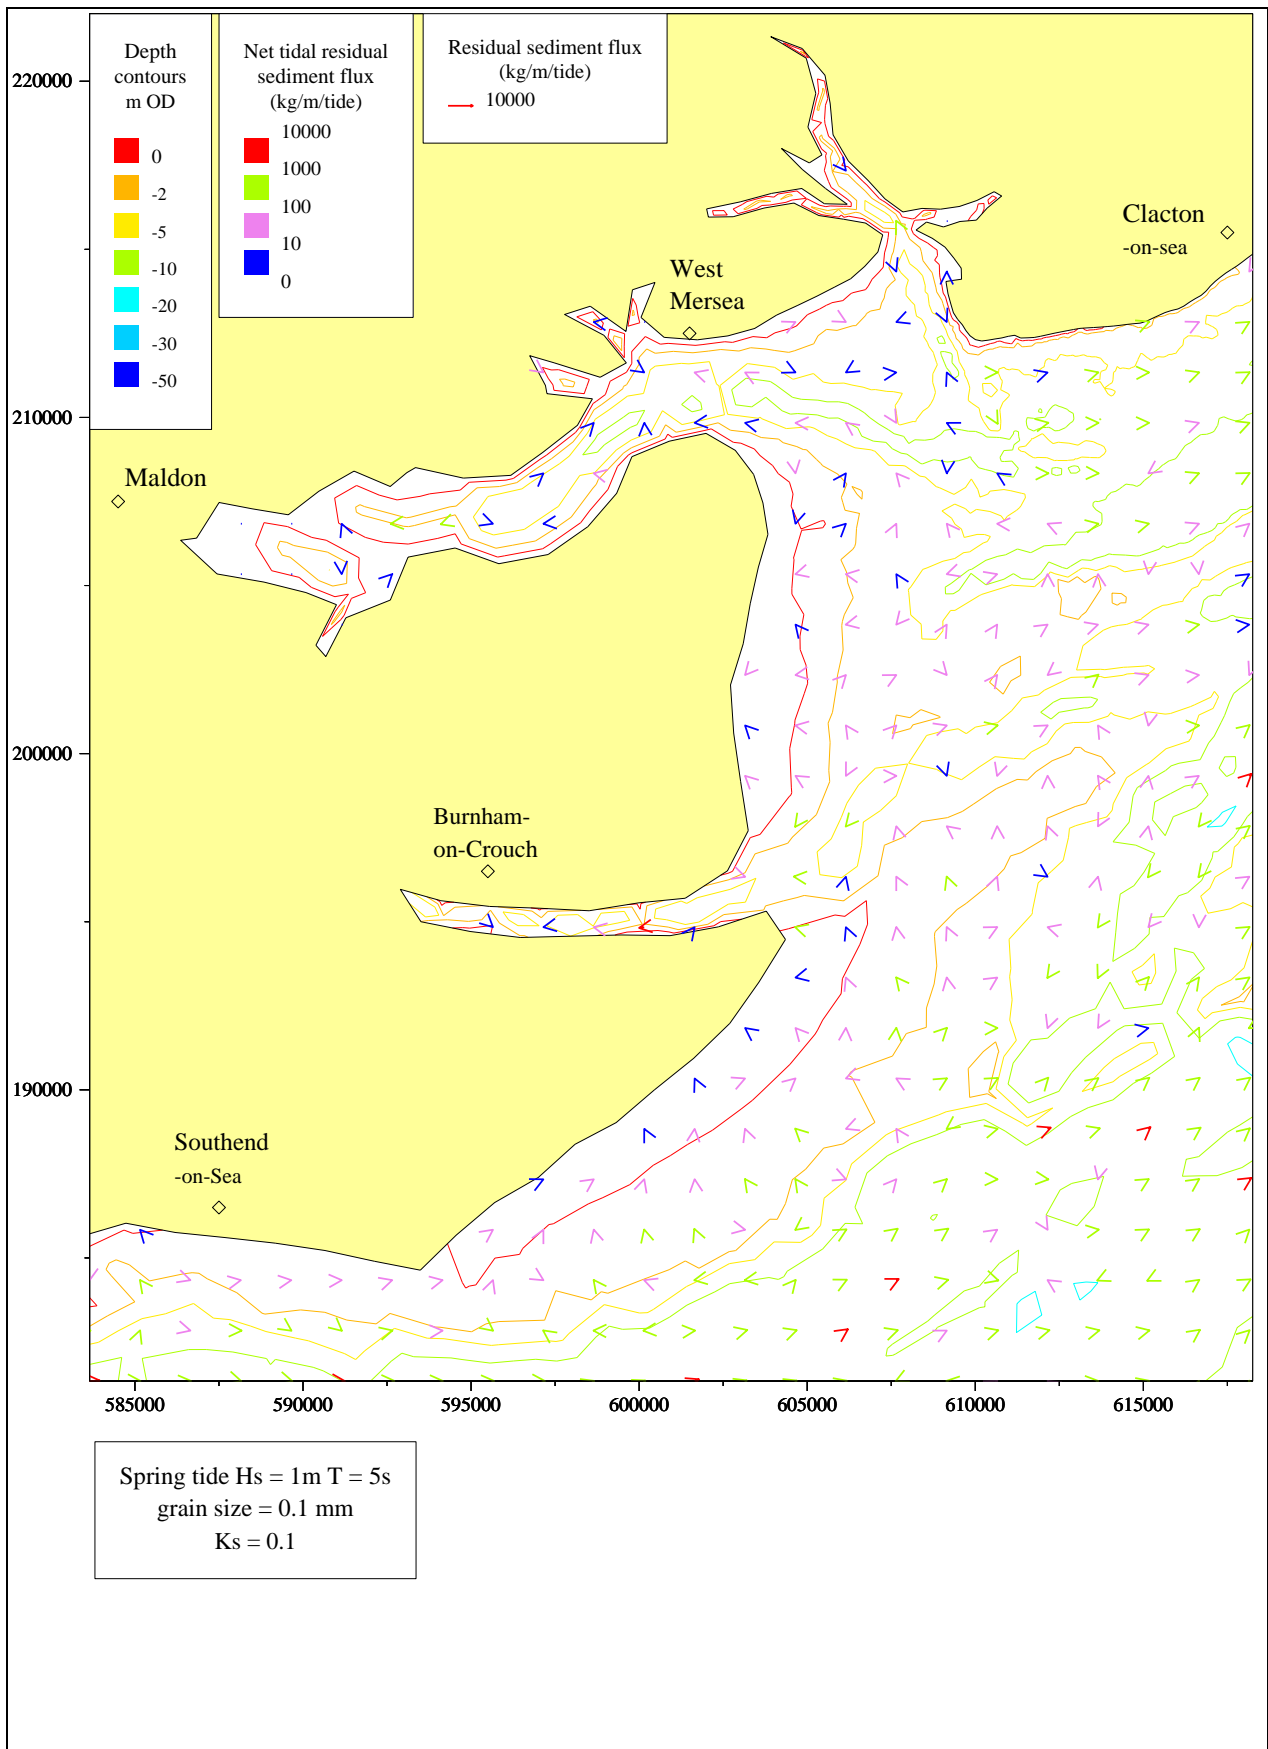 Depth
contours
m OD
0
-2
-5
-10
-20
-30
-50
Net tidal residual
sediment flux
(kg/m/tide)
10000
1000
100
10
0
Residual sediment flux
(kg/m/tide)
10000
220000
210000
200000
190000
Clacton
-on-sea
West
Mersea
Maldon
Burnham-
on-Crouch
Southend
-on-Sea
585000 590000 595000 600000 605000 610000 615000
Spring tide Hs = 1m T = 5s
grain size = 0.1 mm
Ks = 0.1